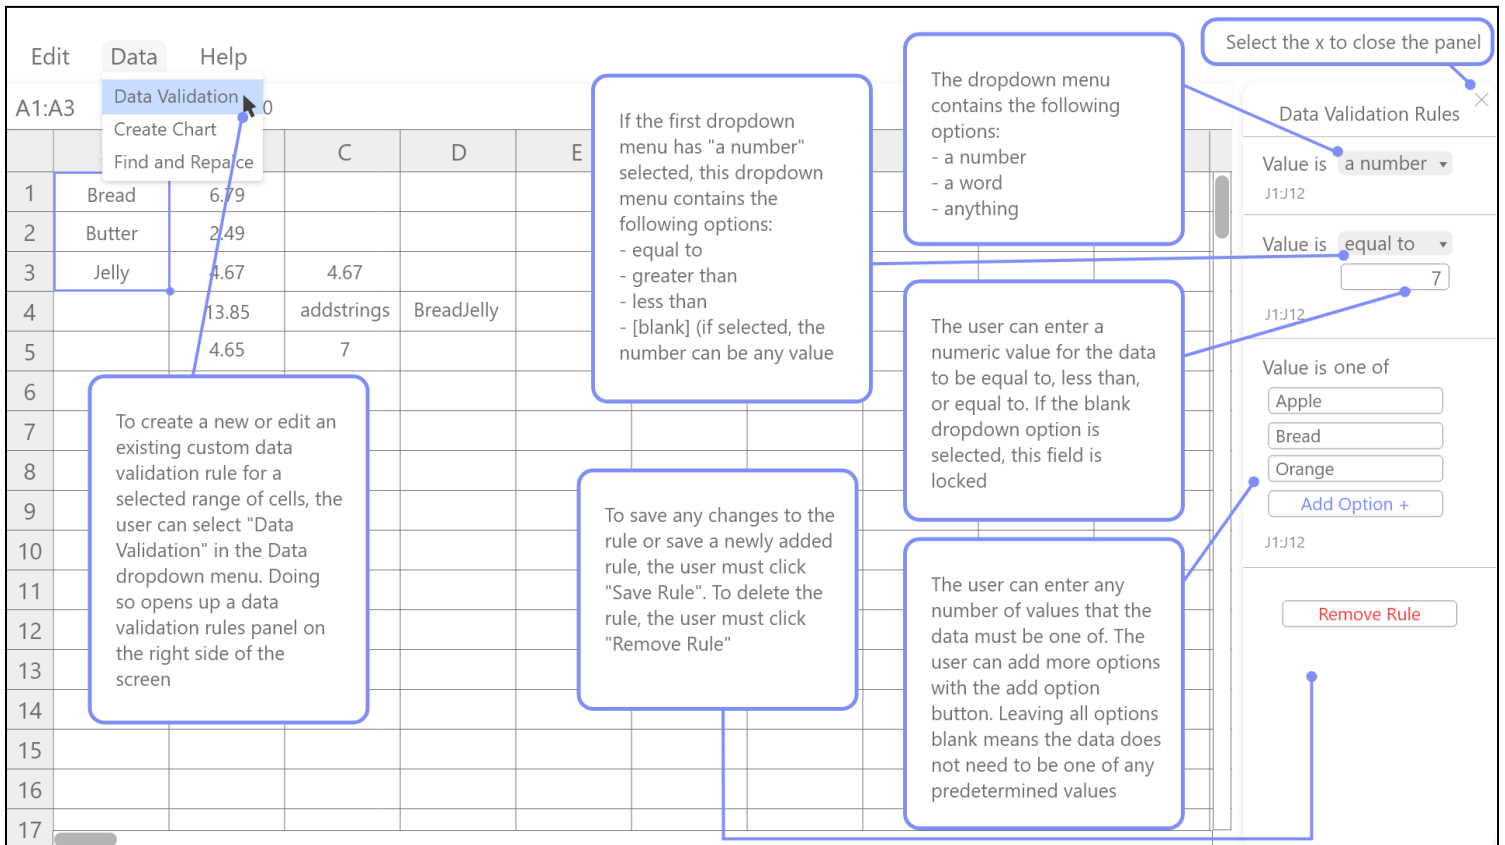 Edit Data Help
Data Validation
Create Chart
Find and Repalce
A1:A3
0
C D E
1 Bread 6.79
2 Butter 2.49
3 Jelly 4.67 4.67
4 13.85 addstrings BreadJelly
5 4.65 7
6
7
8
9
10
11
12
13
14
15
16
17
To create a new or edit an
existing custom data
validation rule for a
selected range of cells, the
user can select "Data
Validation" in the Data
dropdown menu. Doing
so opens up a data
validation rules panel on
the right side of the
screen
If the first dropdown
menu has "a number"
selected, this dropdown
menu contains the
following options:
- equal to
- greater than
- less than
- [blank] (if selected, the
number can be any value
To save any changes to the
rule or save a newly added
rule, the user must click
"Save Rule". To delete the
rule, the user must click
"Remove Rule"
The dropdown menu
contains the following
options:
- a number
- a word
- anything
The user can enter a
numeric value for the data
to be equal to, less than,
or equal to. If the blank
dropdown option is
selected, this field is
locked
The user can enter any
number of values that the
data must be one of. The
user can add more options
with the add option
button. Leaving all options
blank means the data does
not need to be one of any
predetermined values
Select the x to close the panel
Data Validation Rules
Value is a number
J1:J12
Value is equal to
7
J1:J12
Value is one of
Apple
Bread
Orange
Add Option +
J1:J12
Remove Rule